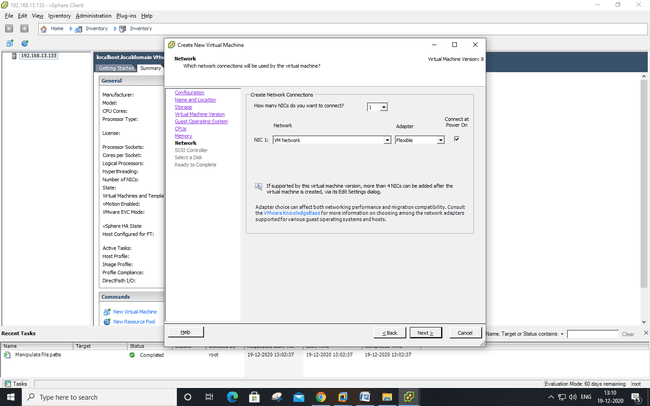 192.168.13.133 - vSphere Client
File Edit View Inventory Administration Plug-ins Help
Home Inventory Inventory
192.168.13.133
localhost.localdomain VMw
Getting Started Summary
General
Manufacturer:
Model:
CPU Cores:
Processor Type:
License:
Processor Sockets:
Cores per Socket:
Logical Processors:
Hyperthreading:
Number of NICs:
State:
Virtual Machines and Templa
vMotion Enabled:
VMware EVC Mode:
vSphere HA State
Host Configured for FT:
Active Tasks:
Host Profile:
Image Profile:
Profile Compliance:
DirectPath I/O:
Commands
New Virtual Machine
New Resource Pool
Create New Virtual Machine
Network
Which network connections will be used by the virtual machine?
Virtual Machine Version: 8
Configuration
Name and Location
Storage
Virtual Machine Version
Guest Operating System
CPUs
Memory
Network
SCSI Controller
Select a Disk
Ready to Complete
Create Network Connections
How many NICs do you want to connect? 1
Network Adapter Connect at Power On
NIC 1: VM Network Flexible
If supported by this virtual machine version, more than 4 NICs can be added after the
virtual machine is created, via its Edit Settings dialog.
Adapter choice can affect both networking performance and migration compatibility. Consult
the VMware KnowledgeBase for more information on choosing among the network adapters
supported for various guest operating systems and hosts.
Help < Back Next > Cancel
Recent Tasks
Name, Target or Status contains: Clear
Name Target Status
Manipulate file paths Completed root 19-12-2020 13:02:37 19-12-2020 13:02:37 19-12-2020 13:02:37
Tasks Evaluation Mode: 60 days remaining root
Type here to search
ENG
13:10
19-12-2020